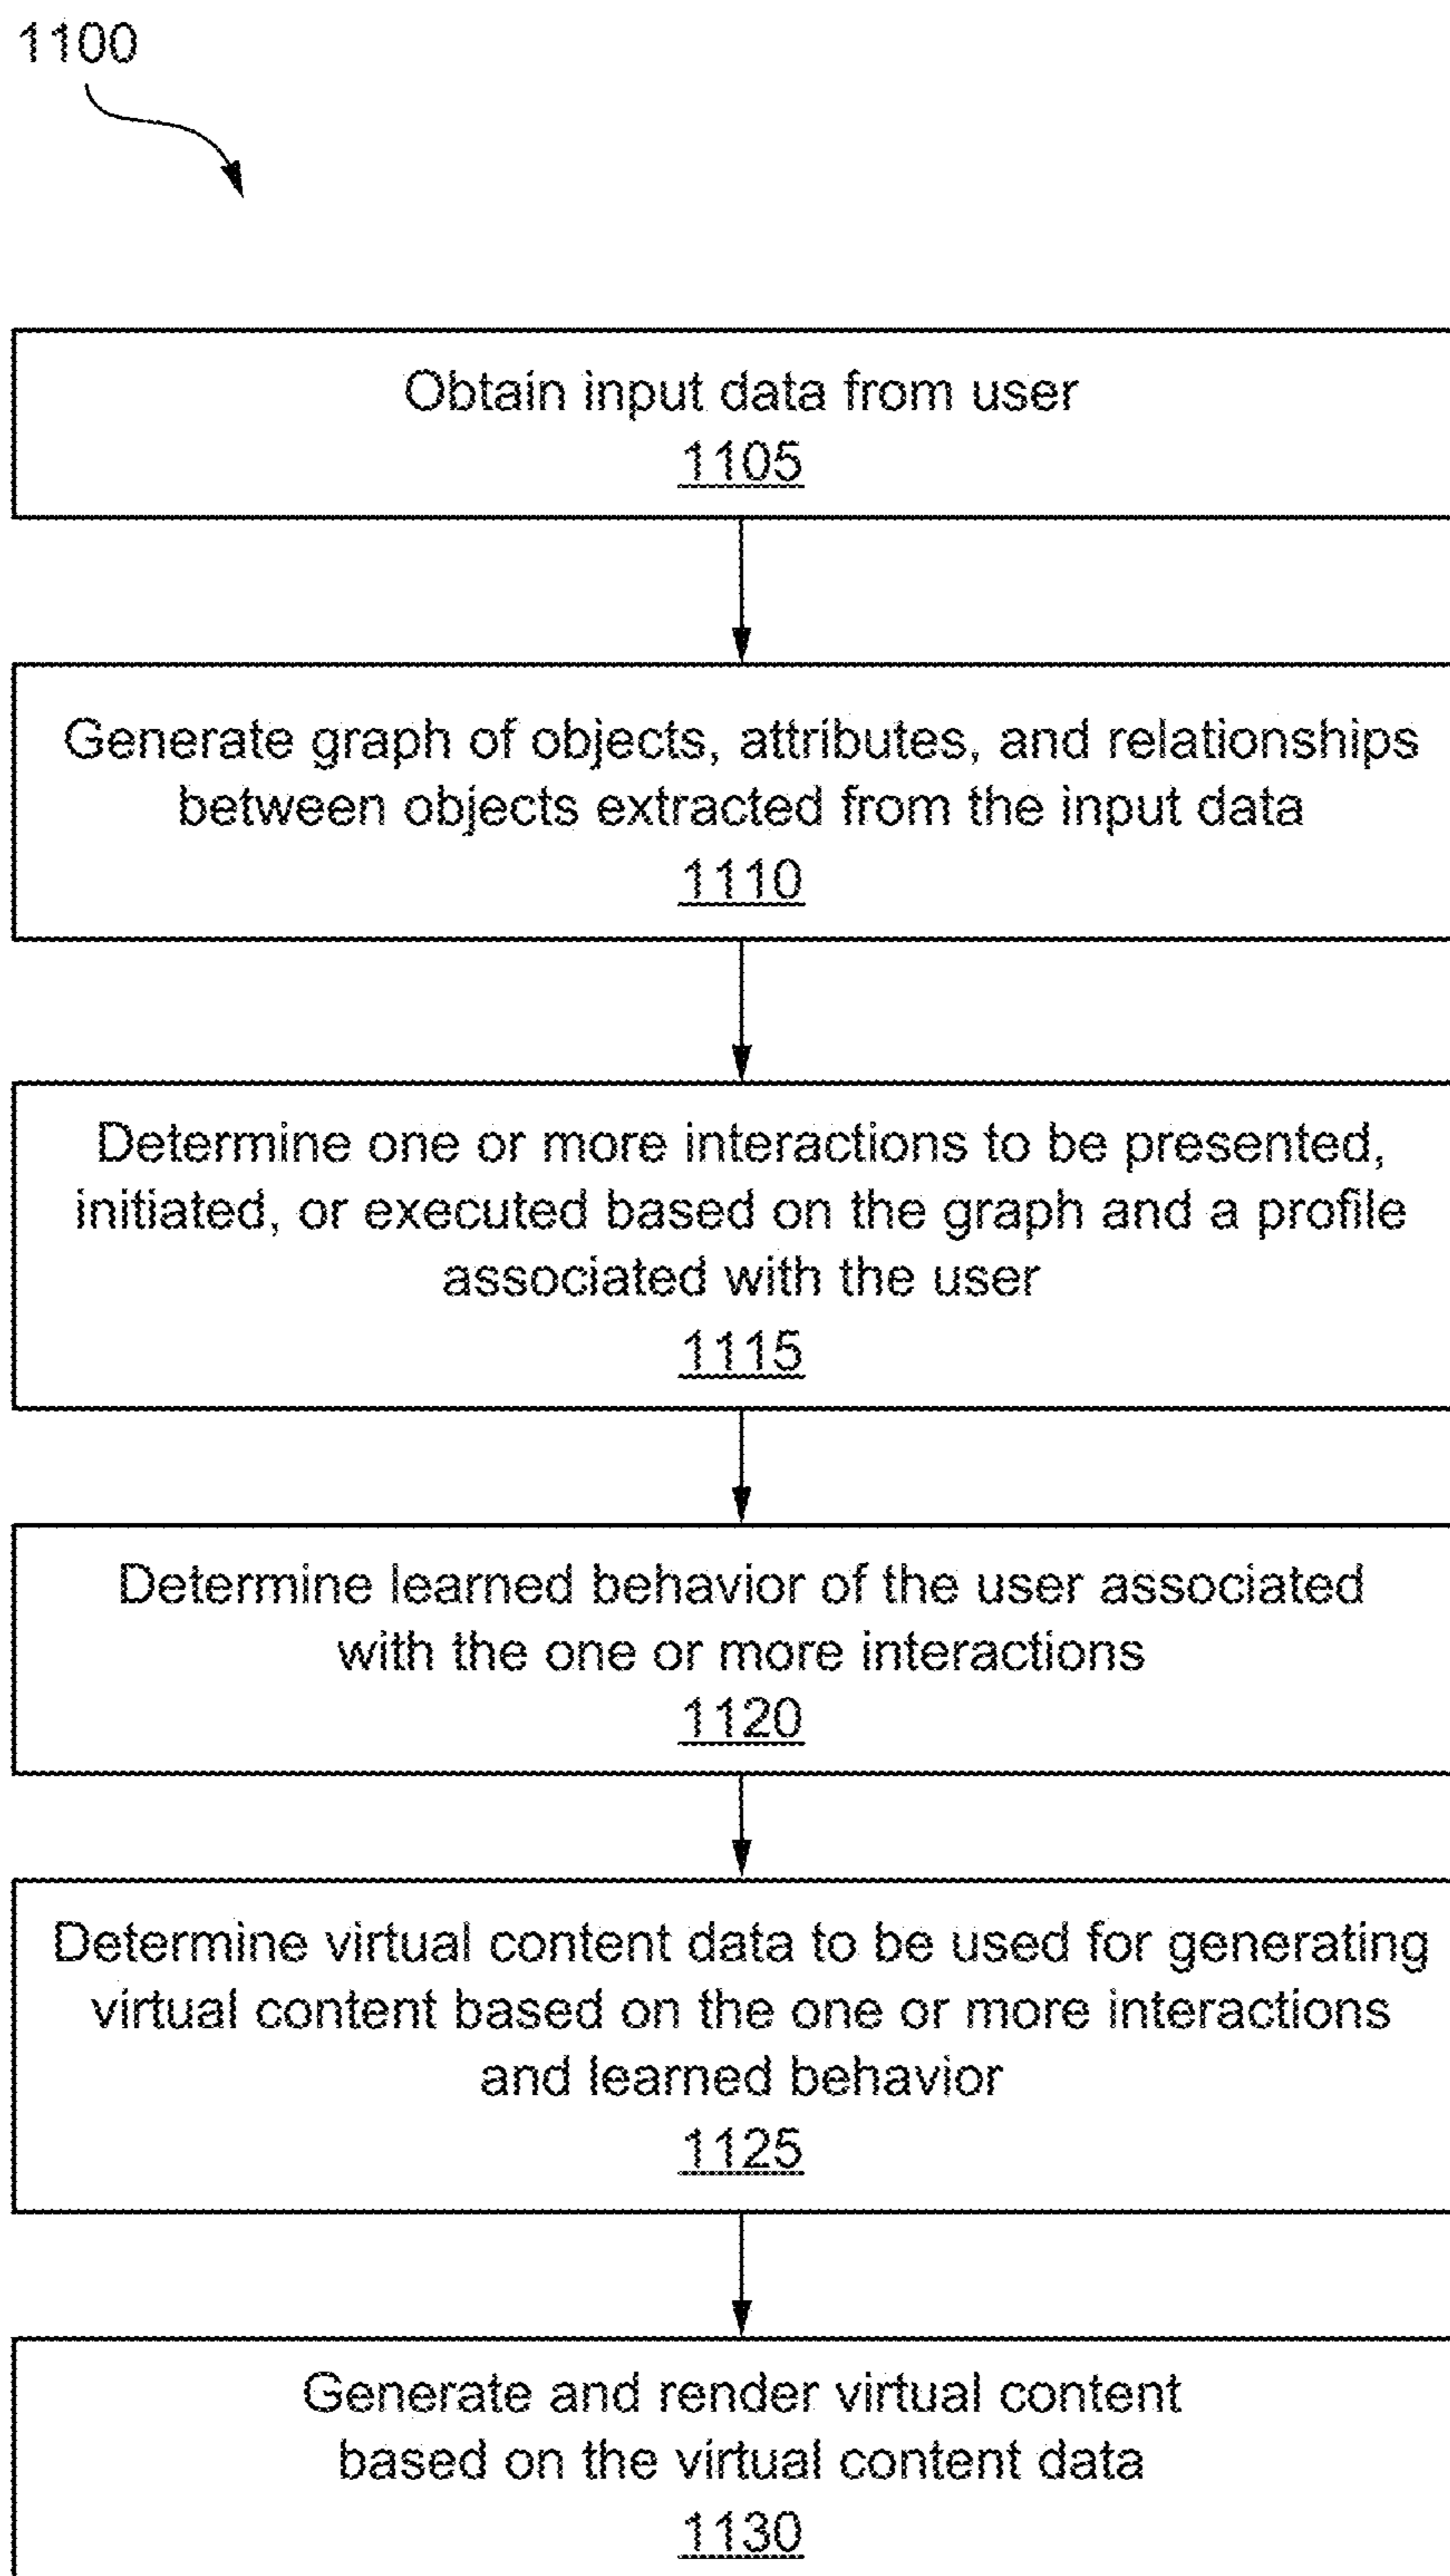 1100
Obtain input data from user
1105
Generate graph of objects, attributes, and relationships
between objects extracted from the input data
1110
Determine one or more interactions to be presented,
initiated, or executed based on the graph and a profile
associated with the user
1115
Determine learned behavior of the user associated
with the one or more interactions
1120
Determine virtual content data to be used for generating
virtual content based on the one or more interactions
and learned behavior
1125
Generate and render virtual content
based on the virtual content data
1130